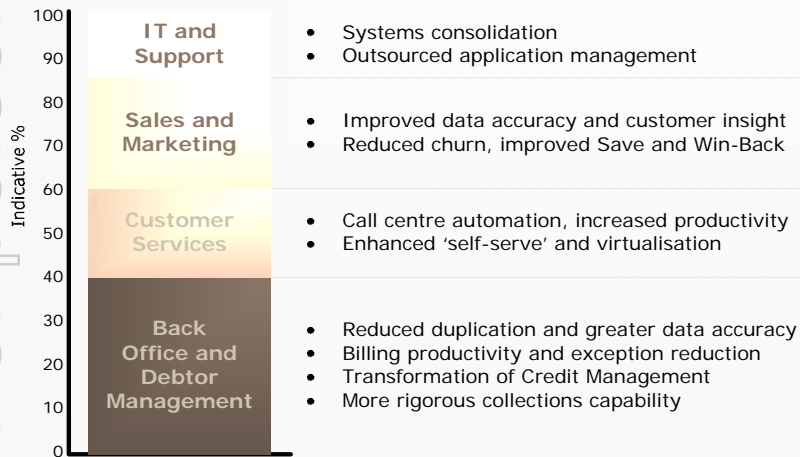 Indicative %
100
90
80
70
60
50
40
30
20
10
0
IT and
Support
• Systems consolidation
• Outsourced application management
Sales and
Marketing
• Improved data accuracy and customer insight
• Reduced churn, improved Save and Win-Back
Customer
Services
• Call centre automation, increased productivity
• Enhanced ‘self-serve’ and virtualisation
Back
Office and
Debtor
Management
• Reduced duplication and greater data accuracy
• Billing productivity and exception reduction
• Transformation of Credit Management
• More rigorous collections capability